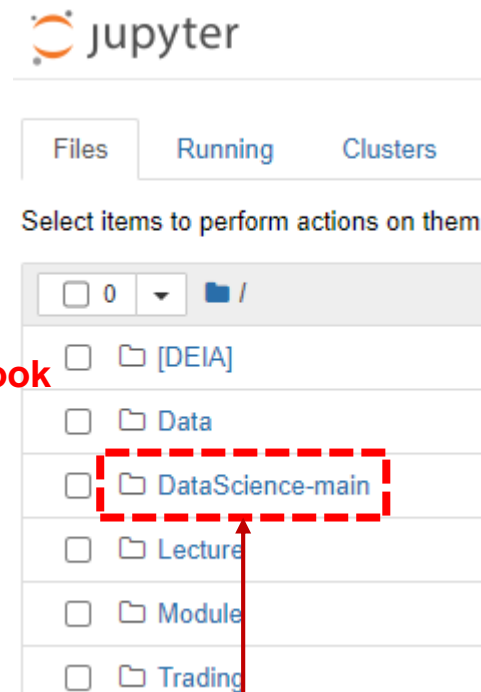 jupyter
Files Running Clusters
Select items to perform actions on them
0 /
[DEIA]
ook
Data
DataScience-main
Lecture
Module
Trading